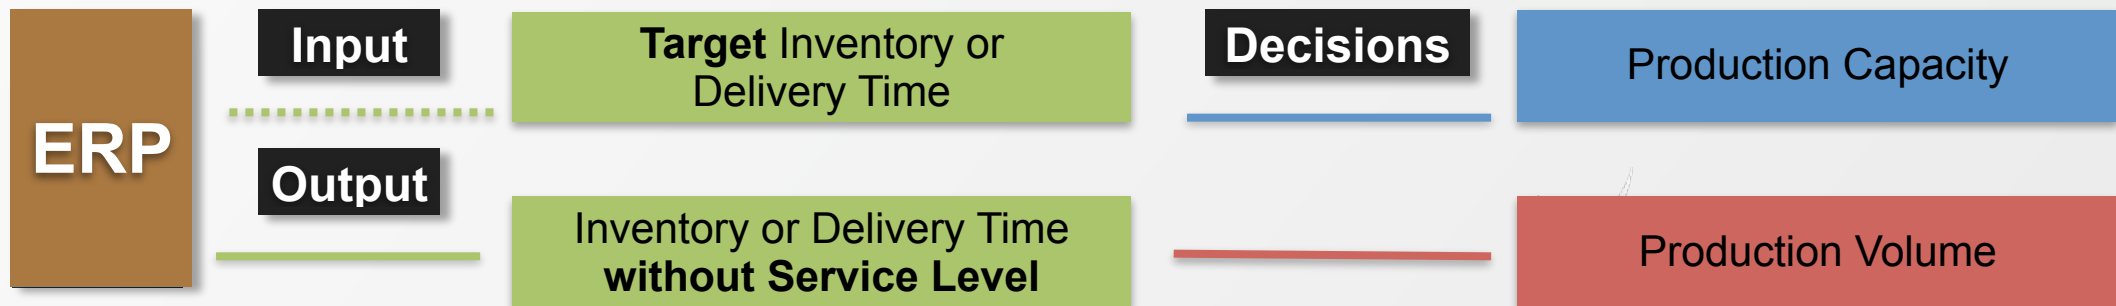 ERP
Input
Target Inventory or
Delivery Time
Decisions
Production Capacity
Output
Inventory or Delivery Time
without Service Level
Production Volume